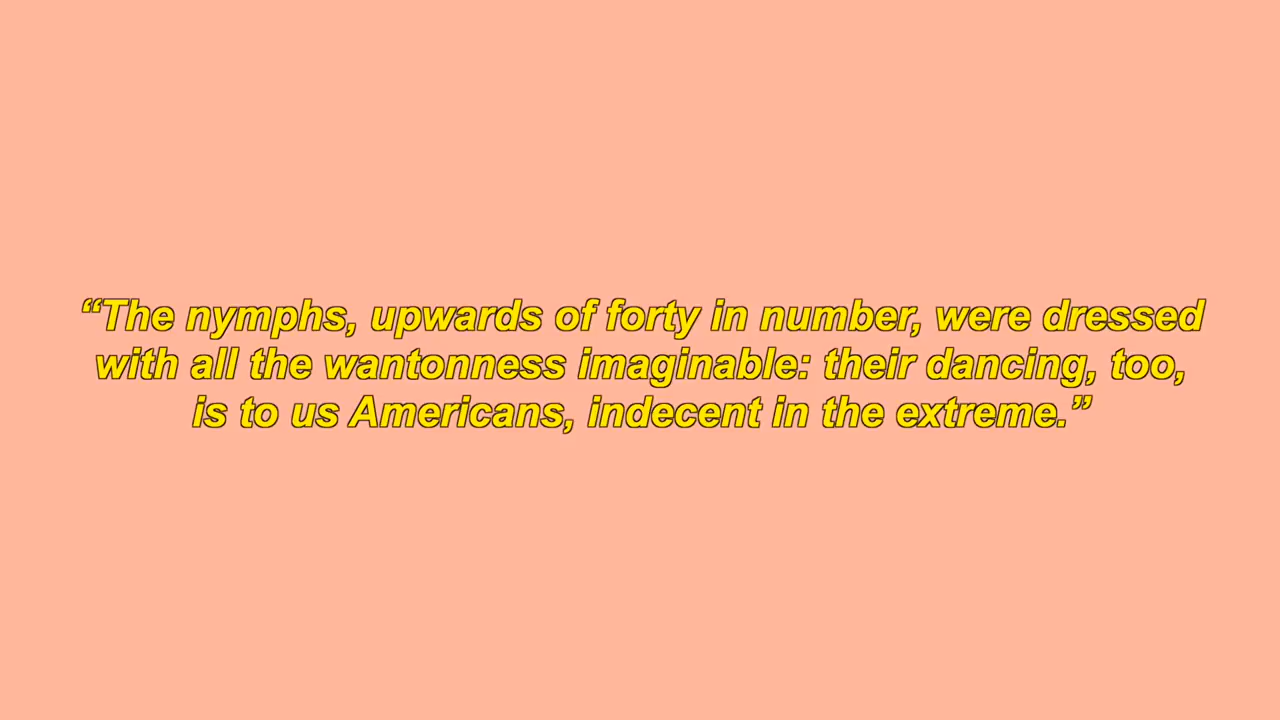 “The nymphs, upwards of forty in number, were dressed
with all the wantonness imaginable: their dancing, too,
is to us Americans, indecent in the extreme.”